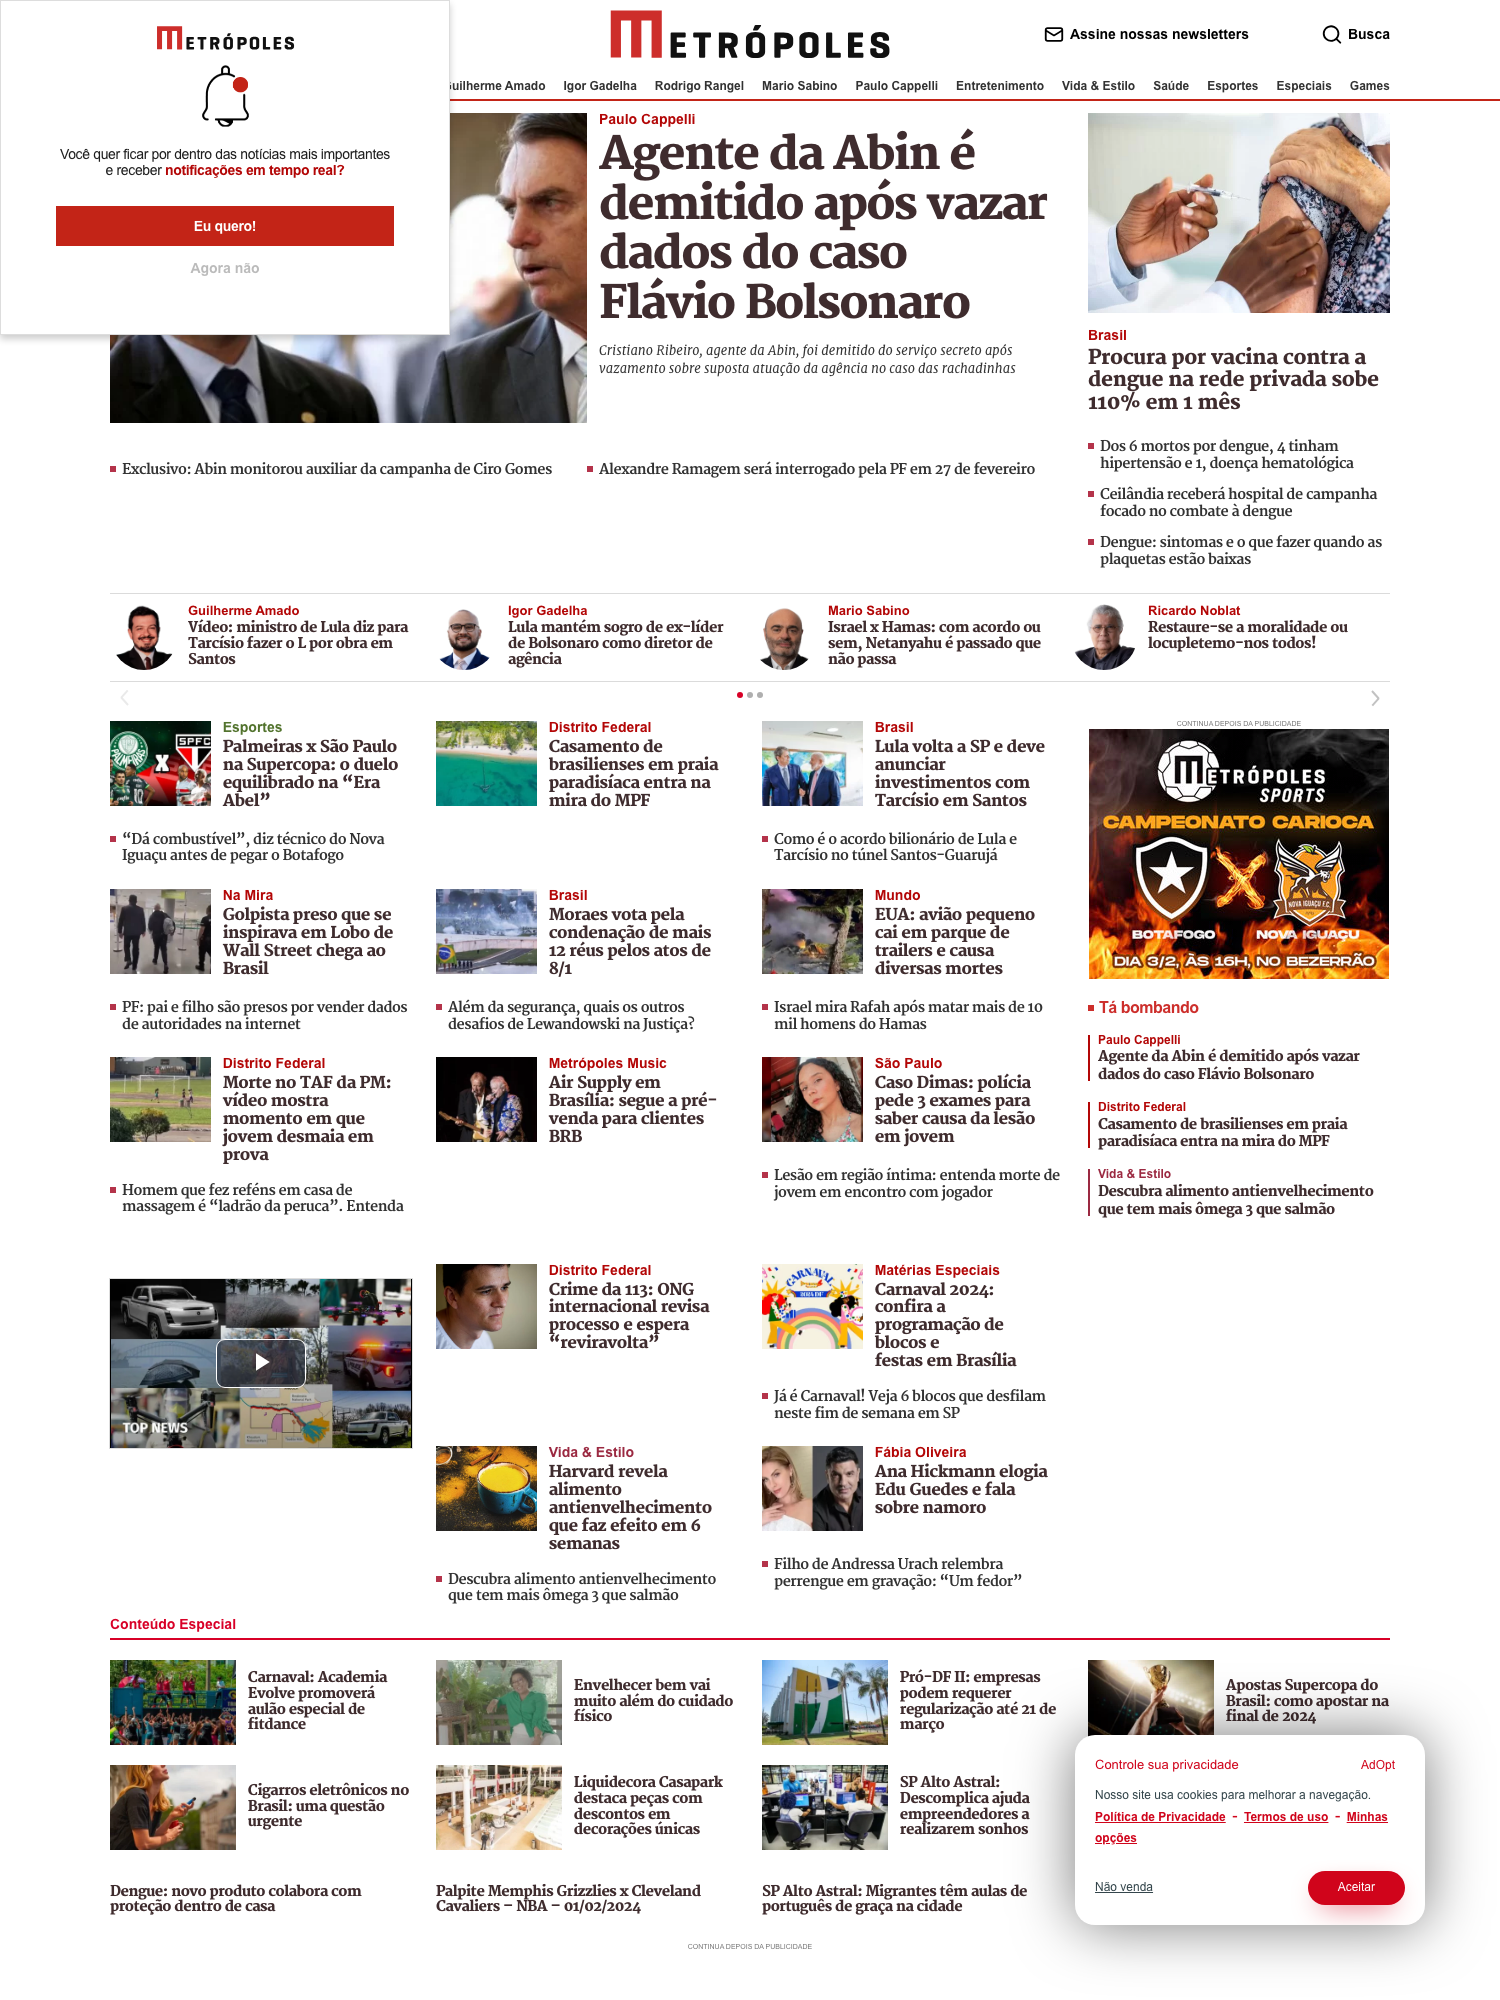 METRÓPOLES
Você quer ficar por dentro das notícias mais importantes
e receber notificações em tempo real?
Eu quero!
Agora não
METRÓPOLES
Assine nossas newsletters
Busca
Guilherme Amado Igor Gadelha Rodrigo Rangel Mario Sabino Paulo Cappelli Entretenimento Vida & Estilo Saúde Esportes Especiais Games
Paulo Cappelli
Agente da Abin é
demitido após vazar
dados do caso
Flávio Bolsonaro
Cristiano Ribeiro, agente da Abin, foi demitido do serviço secreto após
vazamento sobre suposta atuação da agência no caso das rachadinhas
Exclusivo: Abin monitorou auxiliar da campanha de Ciro Gomes
Alexandre Ramagem será interrogado pela PF em 27 de fevereiro
Brasil
Procura por vacina contra a
dengue na rede privada sobe
110% em 1 mês
Dos 6 mortos por dengue, 4 tinham
hipertensão e 1, doença hematológica
Ceilândia receberá hospital de campanha
focado no combate à dengue
Dengue: sintomas e o que fazer quando as
plaquetas estão baixas
Guilherme Amado
Vídeo: ministro de Lula diz para
Tarcísio fazer o L por obra em
Santos
Igor Gadelha
Lula mantém sogro de ex-líder
de Bolsonaro como diretor de
agência
Mario Sabino
Israel x Hamas: com acordo ou
sem, Netanyahu é passado que
não passa
Ricardo Noblat
Restaure-se a moralidade ou
locupletemo-nos todos!
X
SPFC
Esportes
Palmeiras x São Paulo
na Supercopa: o duelo
equilibrado na “Era
Abel”
“Dá combustível”, diz técnico do Nova
Iguaçu antes de pegar o Botafogo
Distrito Federal
Casamento de
brasilienses em praia
paradisíaca entra na
mira do MPF
Brasil
Lula volta a SP e deve
anunciar
investimentos com
Tarcísio em Santos
Como é o acordo bilionário de Lula e
Tarcísio no túnel Santos-Guarujá
CONTINUA DEPOIS DA PUBLICIDADE
METRÓPOLES
SPORTS
CAMPEONATO CARIOCA
X
NOVA IGUAÇU F.C.
BOTAFOGO NOVA IGUAÇU
DIA 3/2, ÀS 16H, NO BEZERRÃO
Na Mira
Golpista preso que se
inspirava em Lobo de
Wall Street chega ao
Brasil
PF: pai e filho são presos por vender dados
de autoridades na internet
Brasil
Moraes vota pela
condenação de mais
12 réus pelos atos de
8/1
Além da segurança, quais os outros
desafios de Lewandowski na Justiça?
Mundo
EUA: avião pequeno
cai em parque de
trailers e causa
diversas mortes
Israel mira Rafah após matar mais de 10
mil homens do Hamas
Tá bombando
Paulo Cappelli
Agente da Abin é demitido após vazar
dados do caso Flávio Bolsonaro
Distrito Federal
Casamento de brasilienses em praia
paradisíaca entra na mira do MPF
Vida & Estilo
Descubra alimento antienvelhecimento
que tem mais ômega 3 que salmão
Distrito Federal
Morte no TAF da PM:
vídeo mostra
momento em que
jovem desmaia em
prova
Homem que fez reféns em casa de
massagem é “ladrão da peruca”. Entenda
Metrópoles Music
Air Supply em
Brasília: segue a pré-
venda para clientes
BRB
São Paulo
Caso Dimas: polícia
pede 3 exames para
saber causa da lesão
em jovem
Lesão em região íntima: entenda morte de
jovem em encontro com jogador
TOP NEWS
Distrito Federal
Crime da 113: ONG
internacional revisa
processo e espera
“reviravolta”
CARNAVAL
Matérias Especiais
Carnaval 2024:
confira a
programação de
blocos e
festas em Brasília
Já é Carnaval! Veja 6 blocos que desfilam
neste fim de semana em SP
Vida & Estilo
Harvard revela
alimento
antienvelhecimento
que faz efeito em 6
semanas
Descubra alimento antienvelhecimento
que tem mais ômega 3 que salmão
Fábia Oliveira
Ana Hickmann elogia
Edu Guedes e fala
sobre namoro
Filho de Andressa Urach relembra
perrengue em gravação: “Um fedor”
Conteúdo Especial
Carnaval: Academia
Evolve promoverá
aulão especial de
fitdance
Envelhecer bem vai
muito além do cuidado
físico
Pró-DF II: empresas
podem requerer
regularização até 21 de
março
Apostas Supercopa do
Brasil: como apostar na
final de 2024
Cigarros eletrônicos no
Brasil: uma questão
urgente
Liquidecora Casapark
destaca peças com
descontos em
decorações únicas
SP Alto Astral:
Descomplica ajuda
empreendedores a
realizarem sonhos
Dengue: novo produto colabora com
proteção dentro de casa
Palpite Memphis Grizzlies x Cleveland
Cavaliers – NBA – 01/02/2024
SP Alto Astral: Migrantes têm aulas de
português de graça na cidade
Controle sua privacidade
AdOpt
Nosso site usa cookies para melhorar a navegação.
Política de Privacidade - Termos de uso - Minhas
opções
Não venda
Aceitar
CONTINUA DEPOIS DA PUBLICIDADE